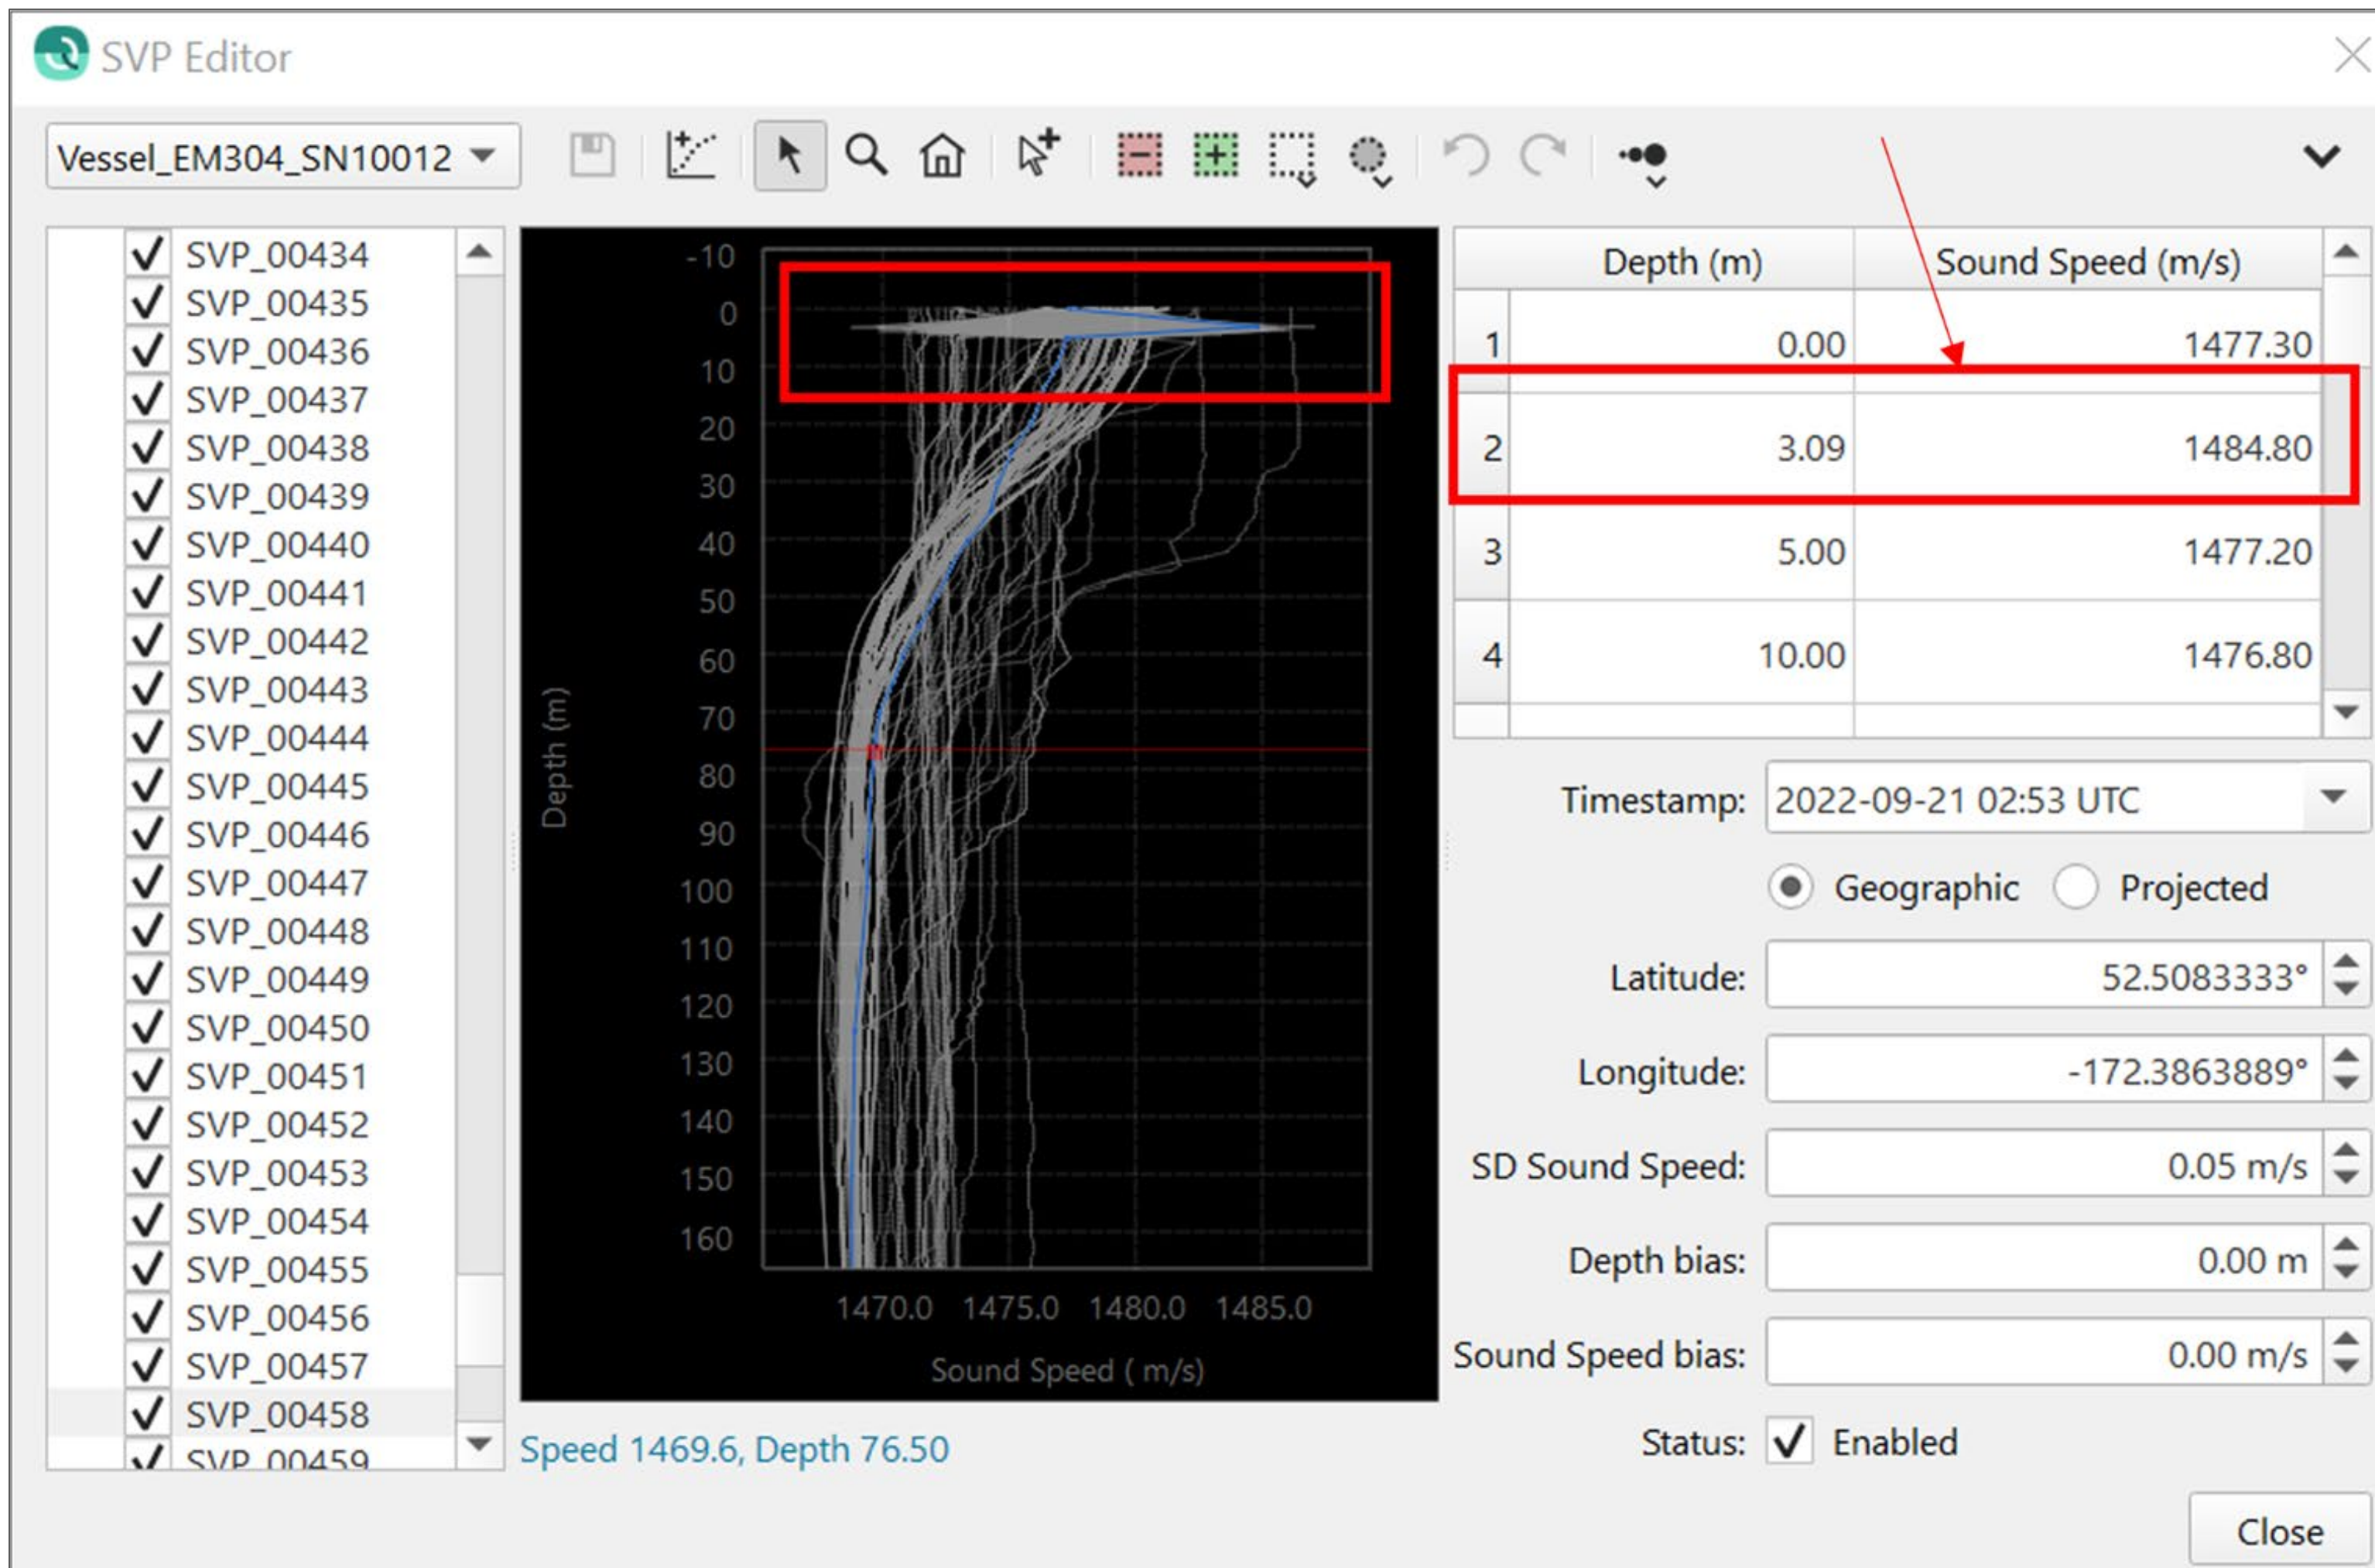 SVP Editor
Vessel_EM304_SN10012
SVP_00434
SVP_00435
SVP_00436
SVP_00437
SVP_00438
SVP_00439
SVP_00440
SVP_00441
SVP_00442
SVP_00443
SVP_00444
SVP_00445
SVP_00446
SVP_00447
SVP_00448
SVP_00449
SVP_00450
SVP_00451
SVP_00452
SVP_00453
SVP_00454
SVP_00455
SVP_00456
SVP_00457
SVP_00458
SVP_00459
Depth (m)
-10
0
10
20
30
40
50
60
70
80
90
100
110
120
130
140
150
160
1470.0 1475.0 1480.0 1485.0
Sound Speed ( m/s)
Speed 1469.6, Depth 76.50
Depth (m) Sound Speed (m/s)
1 0.00 1477.30
2 3.09 1484.80
3 5.00 1477.20
4 10.00 1476.80
Timestamp: 2022-09-21 02:53 UTC
Geographic Projected
Latitude: 52.5083333°
Longitude: -172.3863889°
SD Sound Speed: 0.05 m/s
Depth bias: 0.00 m
Sound Speed bias: 0.00 m/s
Status: Enabled
Close